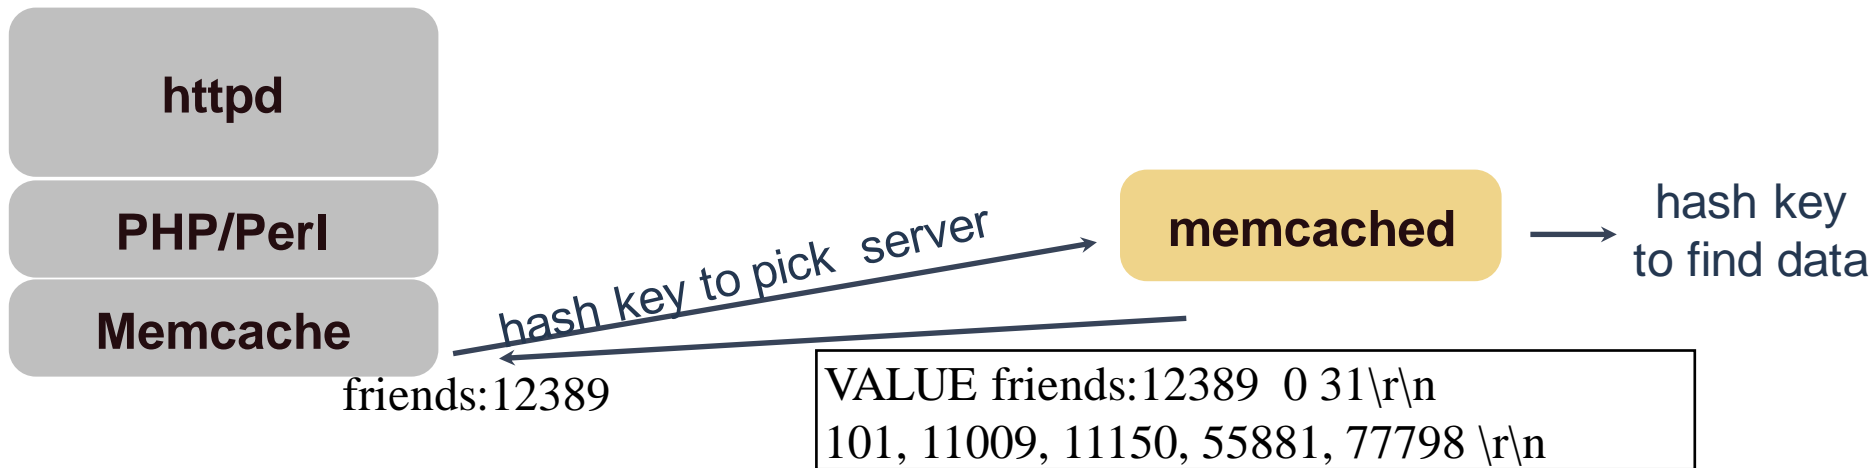 httpd
PHP/Perl
Memcache
hash key to pick server
memcached
hash key
to find data
friends:12389
VALUE friends:12389 0 31\r\n
101, 11009, 11150, 55881, 77798 \r\n